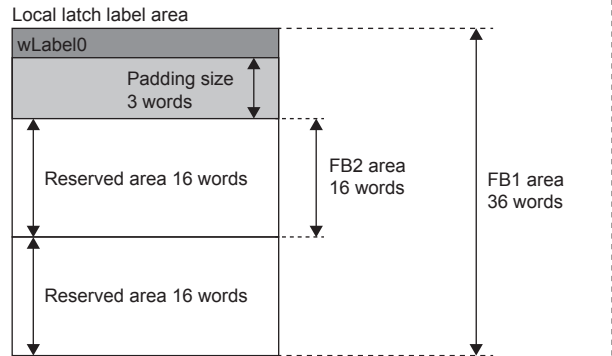 Local latch label area
wLabel0
Padding size
3 words
Reserved area 16 words
FB2 area
16 words
FB1 area
36 words
Reserved area 16 words